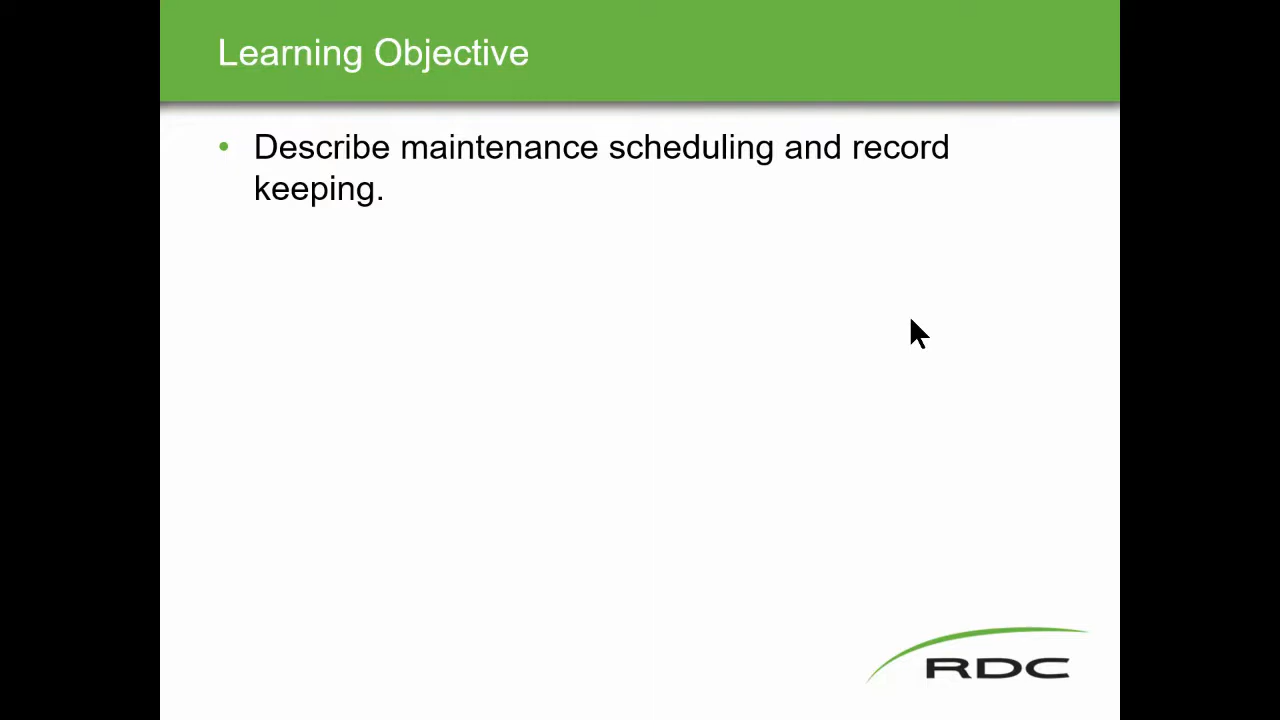 Learning Objective
• Describe maintenance scheduling and record
keeping.
RDC